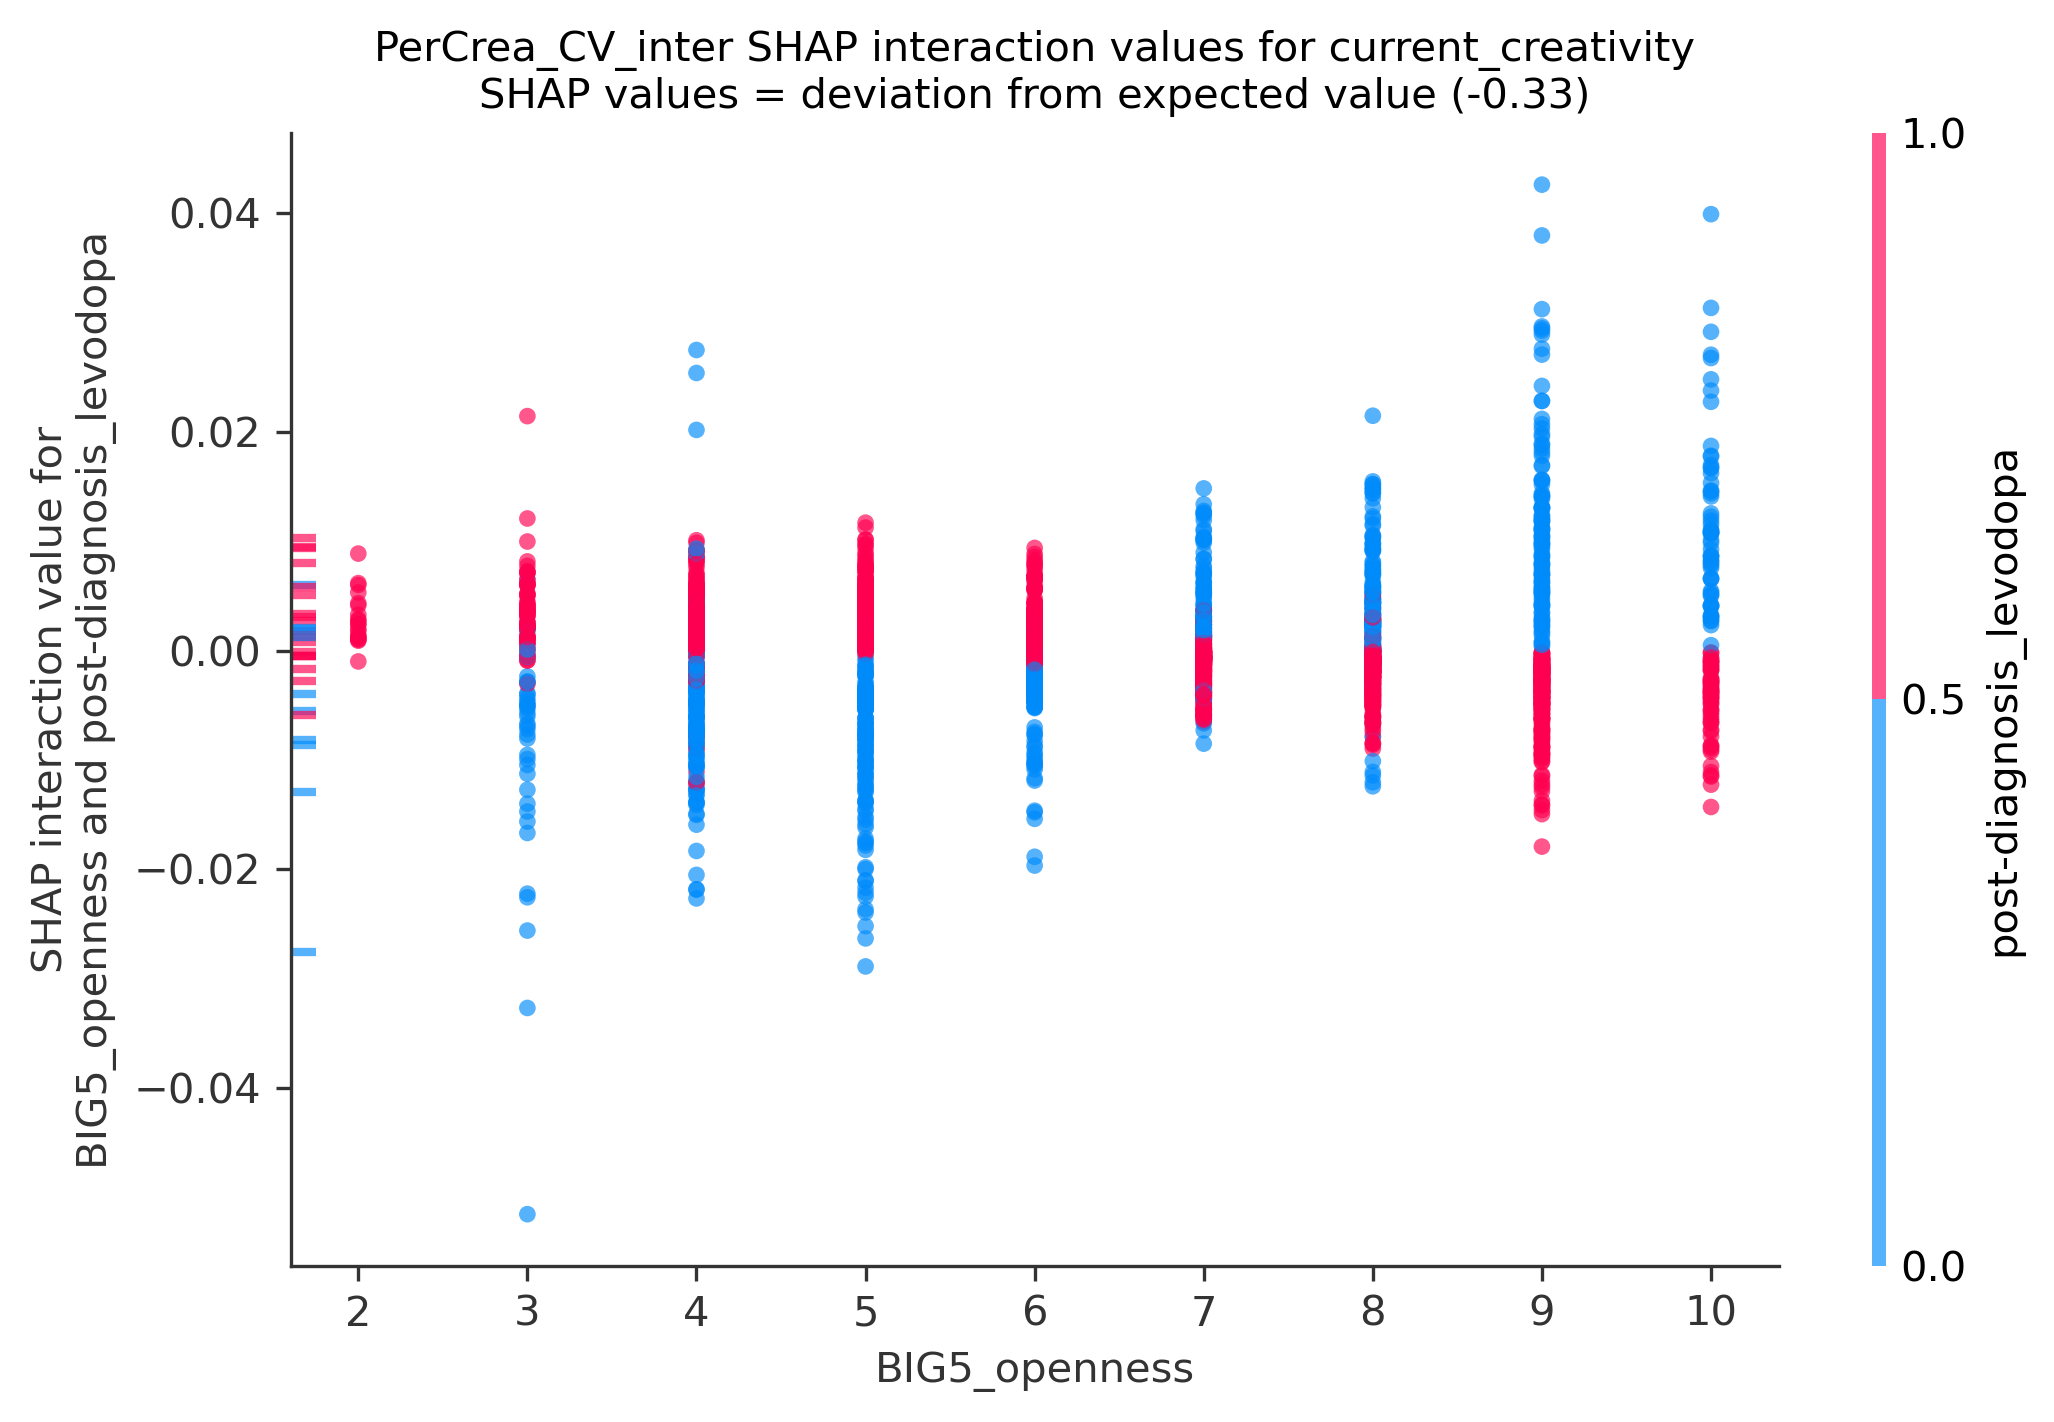 PerCrea_CV_inter SHAP interaction values for current_creativity
SHAP values = deviation from expected value (-0.33)
SHAP interaction value for
BIG5_openness and post-diagnosis_levodopa
0.04
0.02
0.00
−0.02
−0.04
2 3 4 5 6 7 8 9 10
BIG5_openness
1.0
0.5
0.0
post-diagnosis_levodopa